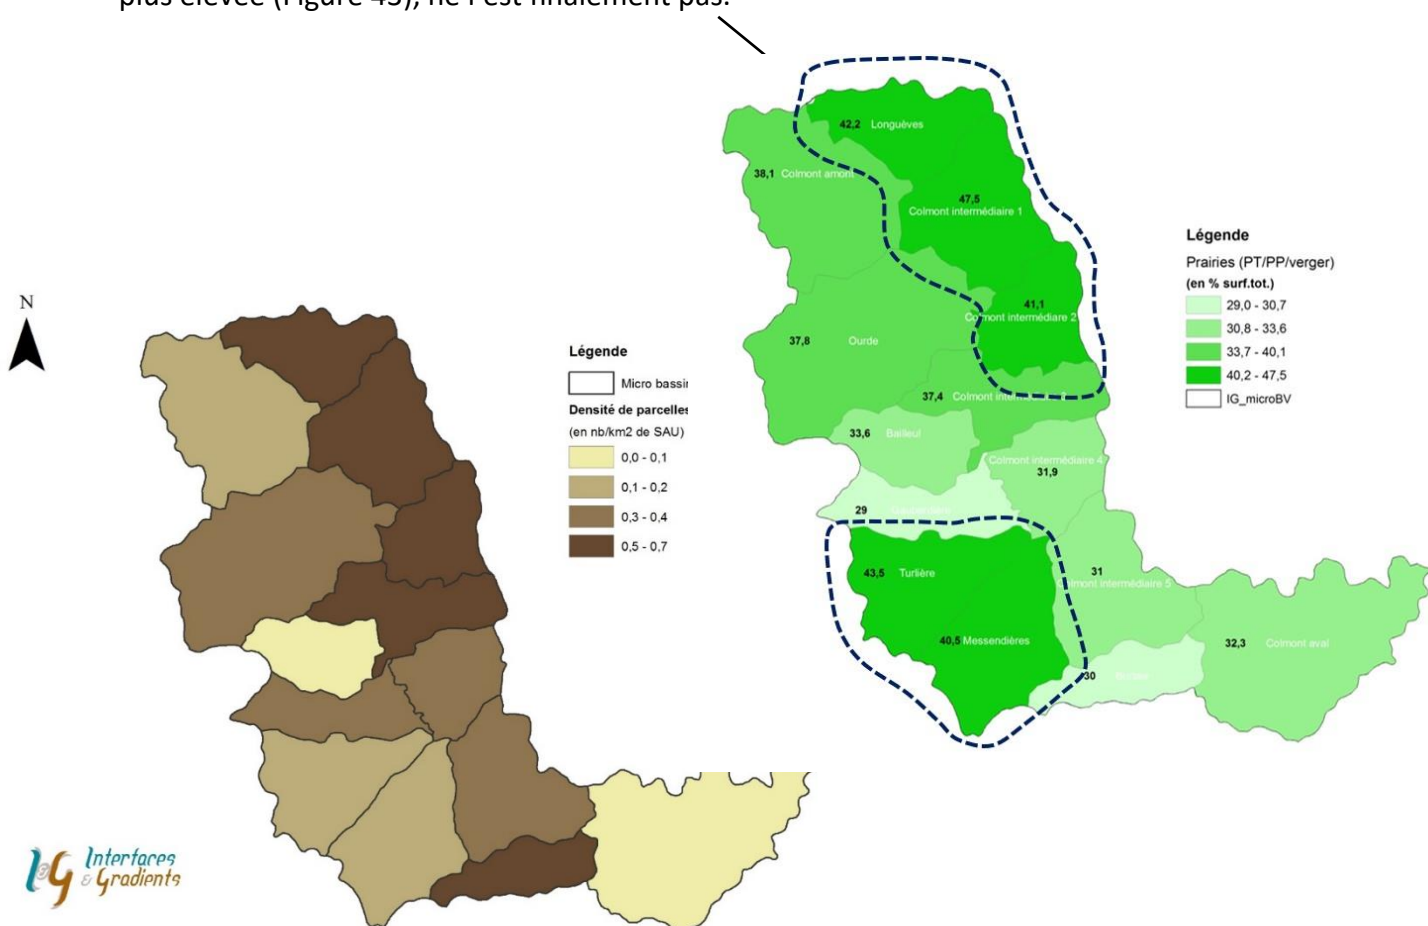 plus élevée (Figure 43), ne l'est finalement pas.
N
Légende
Micro bassin
Densité de parcelles
(en nb/km2 de SAU)
0,0 - 0,1
0,1 - 0,2
0,3 - 0,4
0,5 - 0,7
Interfaces
& Gradients
42,2 Longuèves
38,1 Colmont amont
47,5
Colmont intermédiaire 1
41,1
Colmont intermédiare 2
37,8 Ourde
37,4 Colmont
33,6 Bailleul
Colmont intermédiaire 4
31,9
29
43,5 Turlière
31
Colmont intermédiaire 5
40,5 Messendières
32,3 Colmont aval
30
Légende
Prairies (PT/PP/verger)
(en % surf.tot.)
29,0 - 30,7
30,8 - 33,6
33,7 - 40,1
40,2 - 47,5
IG_microBV